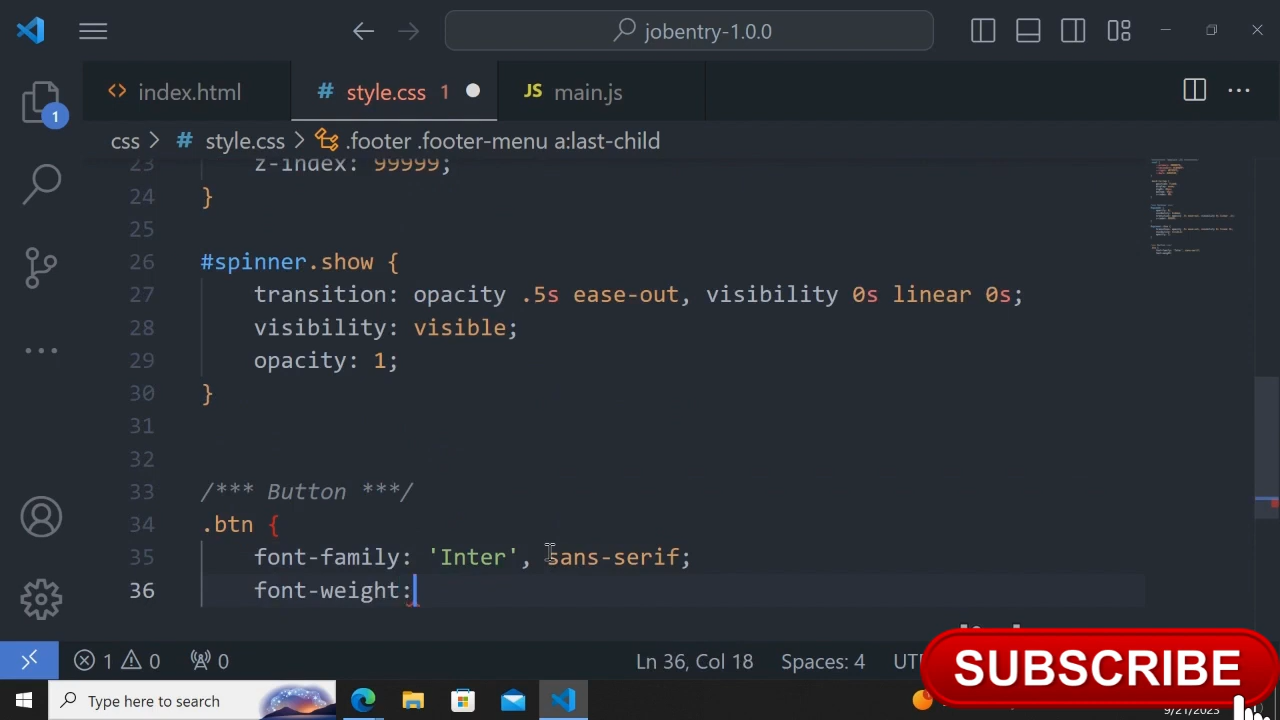 jobentry-1.0.0
index.html
style.css 1
JS main.js
css > # style.css > .footer .footer-menu a:last-child
23 z-index: 99999;
24 }
25
26 #spinner.show {
27 transition: opacity .5s ease-out, visibility 0s linear 0s;
28 visibility: visible;
29 opacity: 1;
30 }
31
32
33 /*** Button ***/
34 .btn {
35 font-family: 'Inter', sans-serif;
36 font-weight:
1
1 0 0
Ln 36, Col 18 Spaces: 4 UT
SUBSCRIBE
Type here to search
9/21/2023